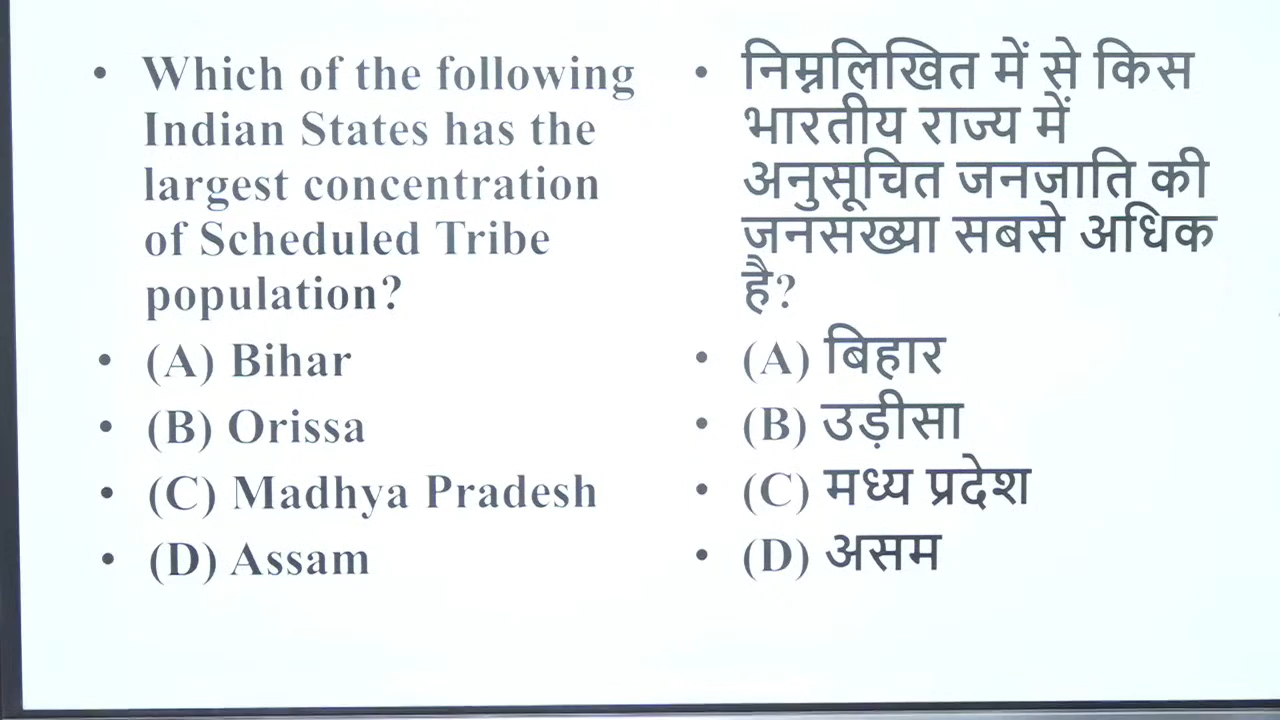 • Which of the following
Indian States has the
largest concentration
of Scheduled Tribe
population?
• (A) Bihar
• (B) Orissa
• (C) Madhya Pradesh
• (D) Assam
• निम्नलिखित में से किस
भारतीय राज्य में
अनुसूचित जनजाति की
जनसंख्या सबसे अधिक
है?
• (A) बिहार
• (B) उड़ीसा
• (C) मध्य प्रदेश
• (D) असम